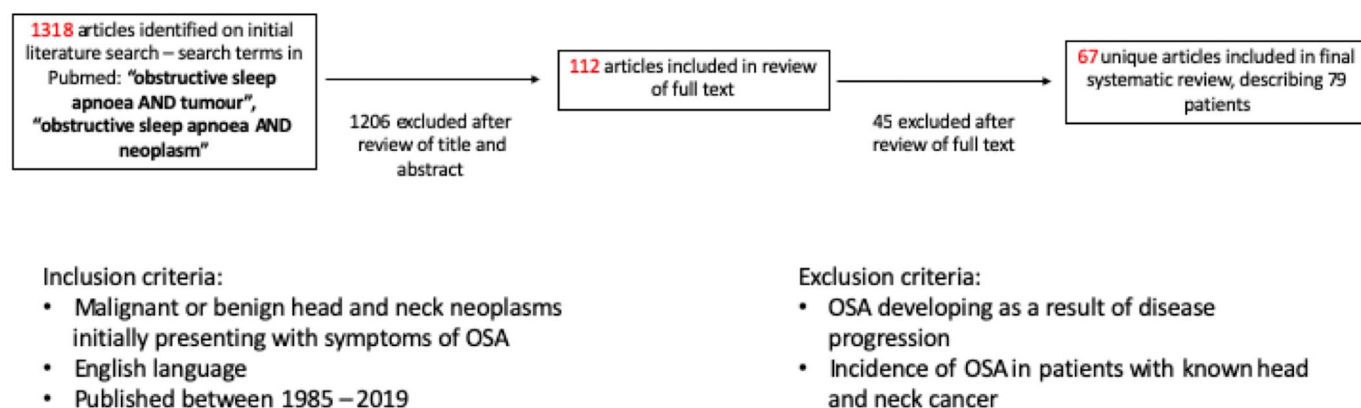 1318 articles identified on initial
literature search – search terms in
Pubmed: “obstructive sleep
apnoea AND tumour”,
“obstructive sleep apnoea AND
neoplasm”
1206 excluded after
review of title and
abstract
112 articles included in review
of full text
45 excluded after
review of full text
67 unique articles included in final
systematic review, describing 79
patients
Inclusion criteria:
• Malignant or benign head and neck neoplasms
initially presenting with symptoms of OSA
• English language
• Published between 1985 – 2019
Exclusion criteria:
• OSA developing as a result of disease
progression
• Incidence of OSA in patients with known head
and neck cancer